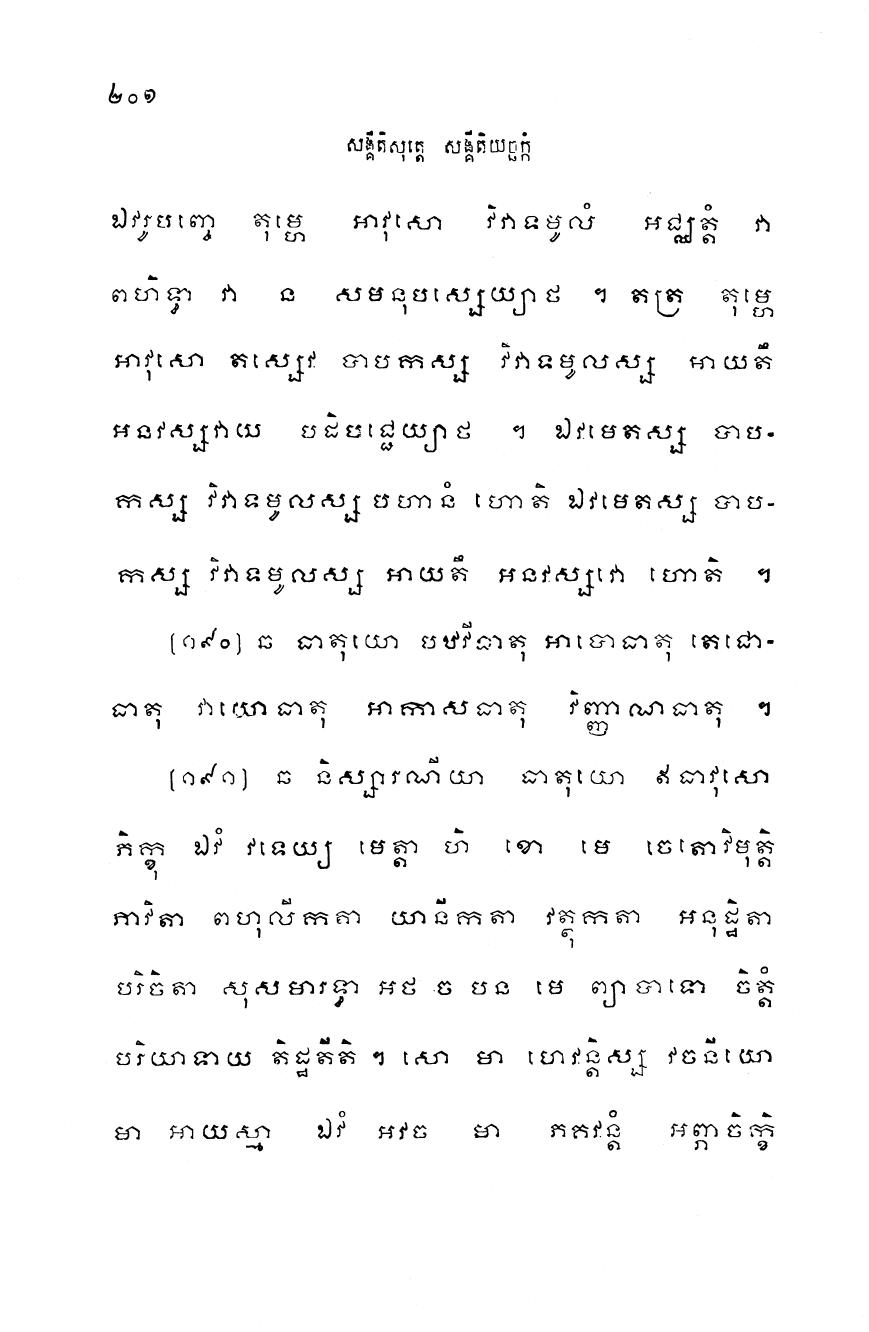 ២០១
សង្គីតិសុត្តេ សង្គីតិយឆក្កំ
ឯវរូបញ្ចេ តុម្ហេ អាវុសោ វិវាទមូលំ អជ្ឈត្តំ វា
ពហិទ្ធា វា ន សមនុបស្សេយ្យាថ ។ តត្រ តុម្ហេ
អាវុសោ តស្សេវ បាបកស្ស វិវាទមូលស្ស អាយតឹ
អនវស្សវាយ បដិបជ្ជេយ្យាថ ។ ឯវមេតស្ស បាប-
កស្ស វិវាទមូលស្ស បហានំ ហោតិ ឯវមេតស្ស បាប-
កស្ស វិវាទមូលស្ស អាយតឹ អនវស្សវោ ហោតិ ។
(១៩០) ឆ ធាតុយោ បឋវីធាតុ អាបោធាតុ តេជោ-
ធាតុ វាយោធាតុ អាកាសធាតុ វិញ្ញាណធាតុ ។
(១៩១) ឆ និស្សារណីយា ធាតុយោ ឥធាវុសោ
ភិក្ខុ ឯវំ វទេយ្យ មេត្តា ហិ ខោ មេ ចេតោវិមុត្តិ
ភាវិតា ពហុលីកតា យានីកតា វត្ថុកតា អនុដ្ឋិតា
បរិចិតា សុសមារទ្ធា អថ ច បន មេ ព្យាបាទោ ចិត្តំ
បរិយាទាយ តិដ្ឋតីតិ ។ សោ មា ហេវន្តិស្ស វចនីយោ
មា អាយស្មា ឯវំ អវច មា ភគវន្តំ អព្ភាចិក្ខិ